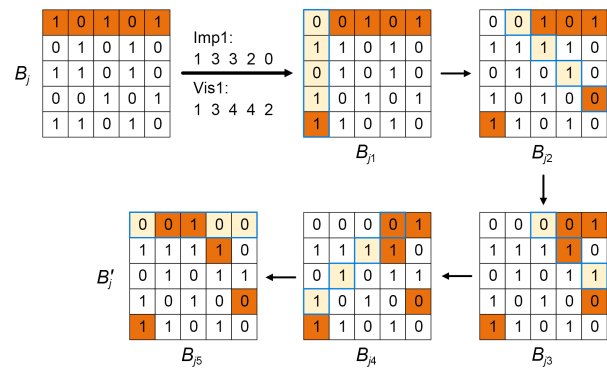 1 0 1 0 1
0 1 0 1 0
1 1 0 1 0
0 0 1 0 1
1 1 0 1 0
Bj
Imp1:
1 3 3 2 0
Vis1:
1 3 4 4 2
0 0 1 0 1
1 1 0 1 0
0 1 0 1 0
1 0 1 0 1
1 1 0 1 0
Bj1
0 0 1 0 1
1 1 1 1 0
0 1 0 1 0
1 0 1 0 0
1 1 0 1 0
Bj2
0 0 1 0 0
1 1 1 1 0
0 1 0 1 1
1 0 1 0 0
1 1 0 1 0
B'j
Bj5
0 0 0 0 1
1 1 1 1 0
0 1 0 1 1
1 0 1 0 0
1 1 0 1 0
Bj4
0 0 0 0 1
1 1 1 1 0
0 1 0 1 1
1 0 1 0 0
1 1 0 1 0
Bj3